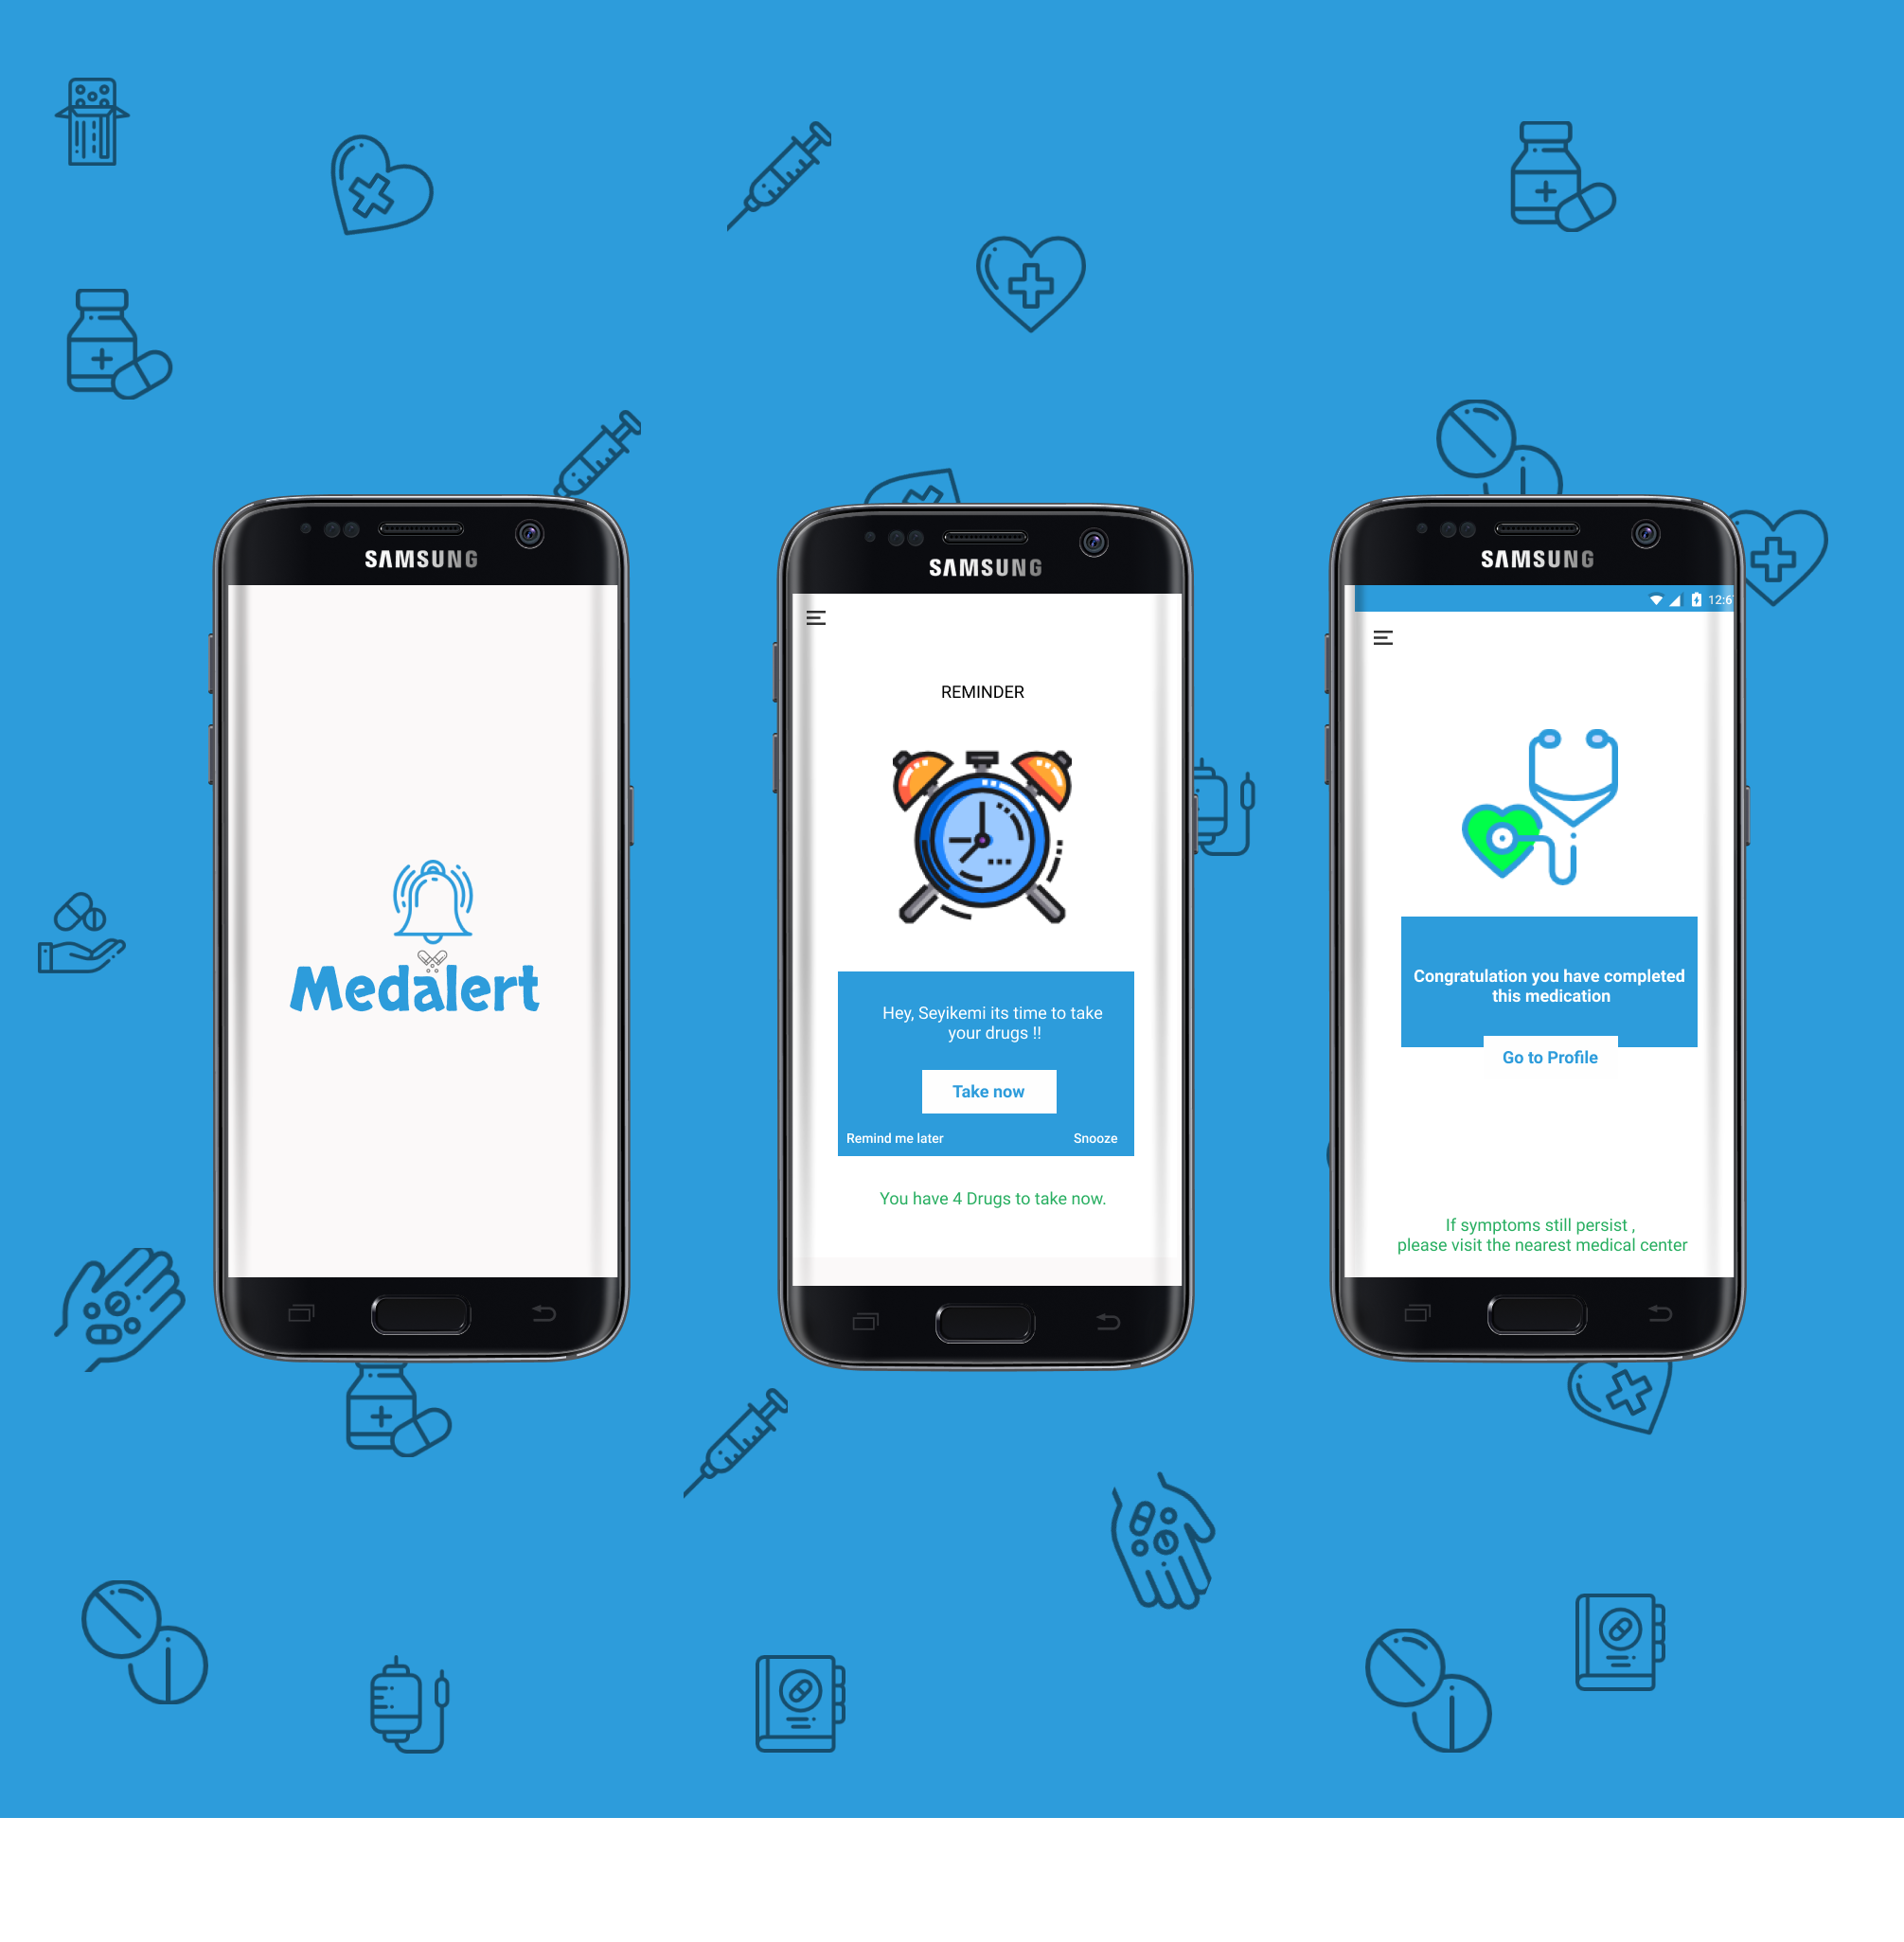 SAMSUNG
Medalert
SAMSUNG
REMINDER
Hey, Seyikemi its time to take
your drugs !!
Take now
Remind me later
Snooze
You have 4 Drugs to take now.
SAMSUNG
12:6
Congratulation you have completed
this medication
Go to Profile
If symptoms still persist ,
please visit the nearest medical center